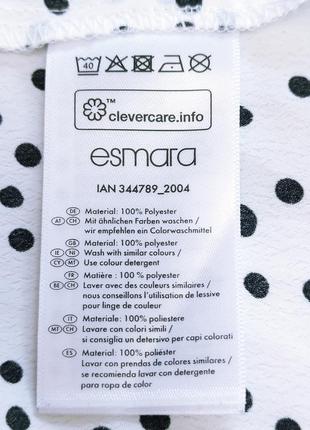 40
™
clevercare.info
esmara
IAN 344789_2004
DE Material: 100% Polyester
AT CH Mit ähnlichen Farben waschen /
wir empfehlen ein Colorwaschmittel
GB Material: 100% Polyester
IE NI Wash with similar colours /
CY MT Use colour detergent
FR Matière : 100% polyester
BE CH Laver avec des couleurs similaires /
nous conseillons l'utilisation de lessive
pour linge de couleur
IT Materiale: 100% poliestere
MT CH Lavare con colori simili /
si consiglia un detersivo per capi colorati
ES Material: 100% poliéster
Lavar con prendas de colores similares /
se recomienda lavar con detergente
para ropa de color